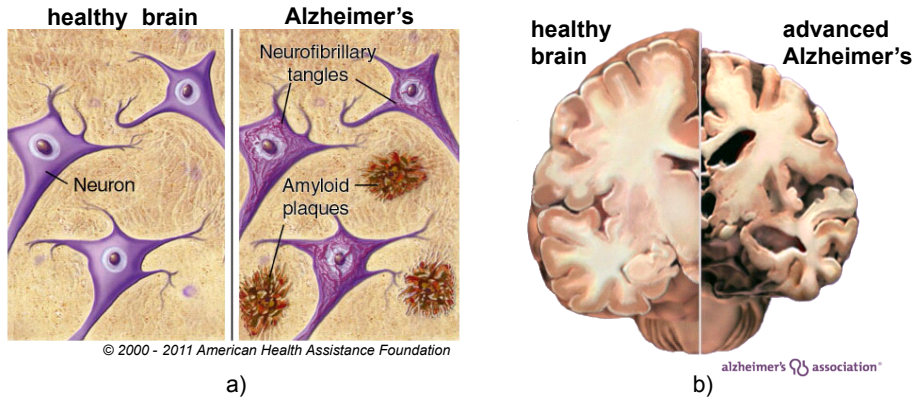 healthy brain
Alzheimer's
Neurofibrillary
tangles
Neuron
Amyloid
plaques
© 2000 - 2011 American Health Assistance Foundation
a)
healthy
brain
advanced
Alzheimer's
alzheimer's association®
b)